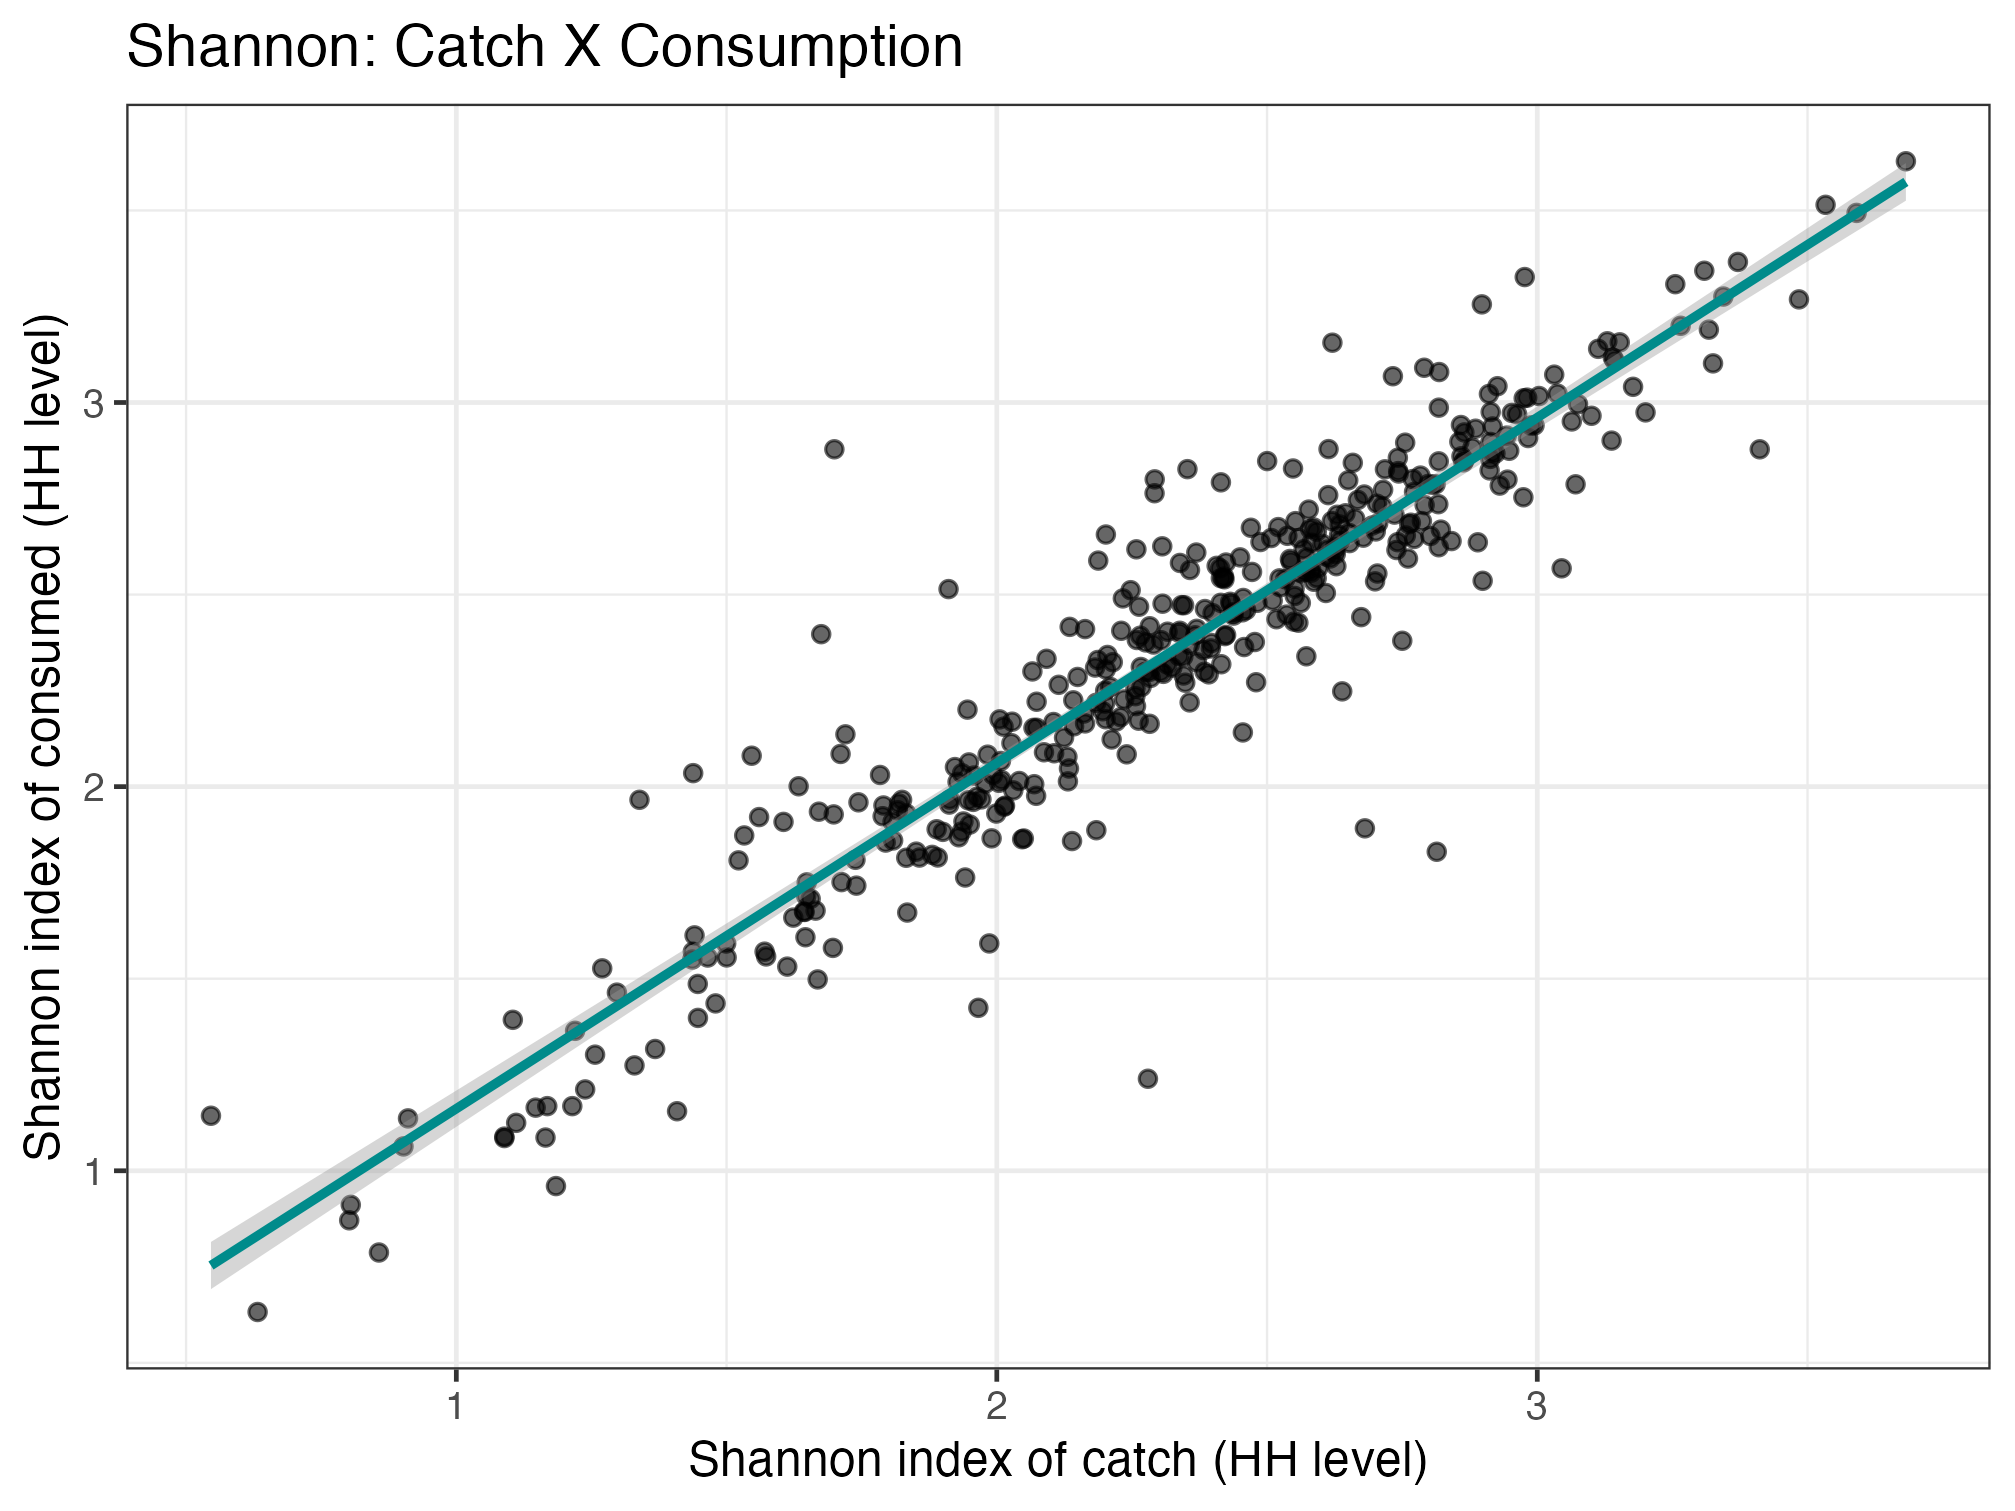 Shannon: Catch X Consumption
Shannon index of consumed (HH level)
3
2
1
1 2 3
Shannon index of catch (HH level)